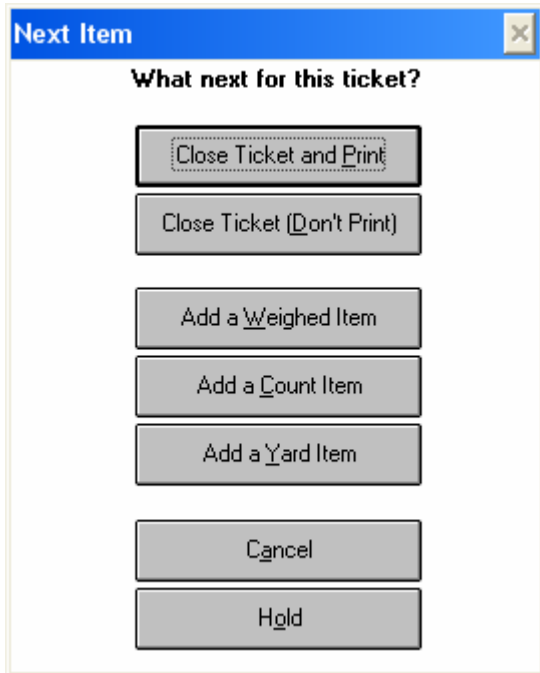 Next Item
What next for this ticket?
Close Ticket and Print
Close Ticket (Don't Print)
Add a Weighed Item
Add a Count Item
Add a Yard Item
Cancel
Hold